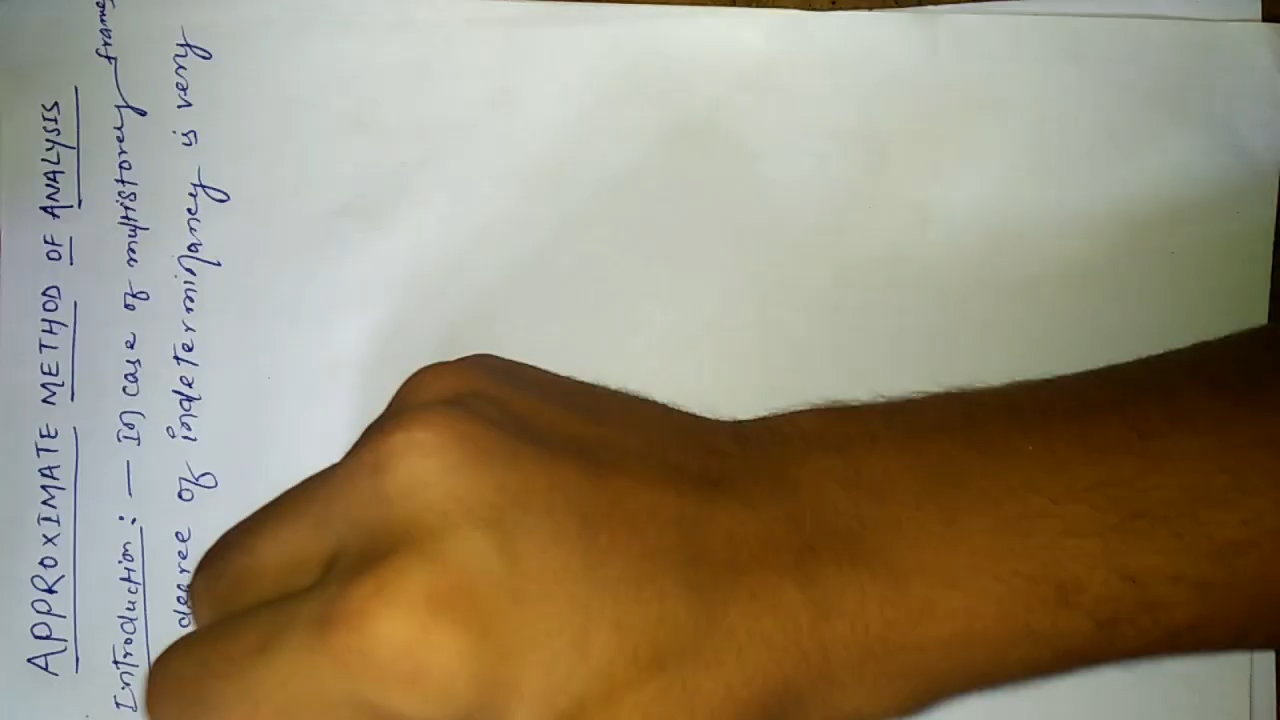 APPROXIMATE METHOD OF ANALYSIS
Introduction: — In case of multistorey frame
degree of indeterminancy is very